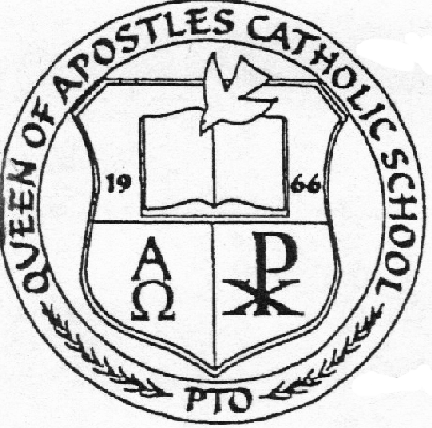 QUEEN OF APOSTLES CATHOLIC SCHOOL
19 66
Α
Ω
PTO